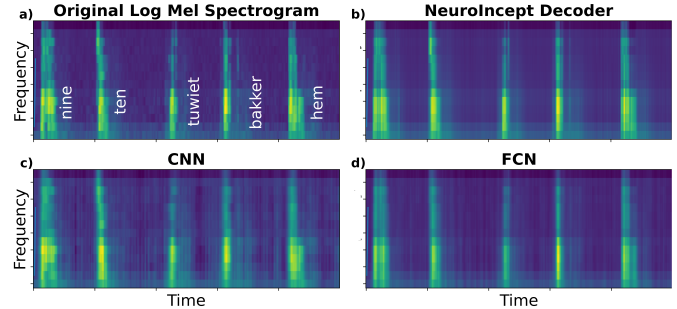 a) Original Log Mel Spectrogram
b) NeuroIncept Decoder
Frequency
nine
ten
tuwiet
bakker
hem
c) CNN
d) FCN
Frequency
Time
Time